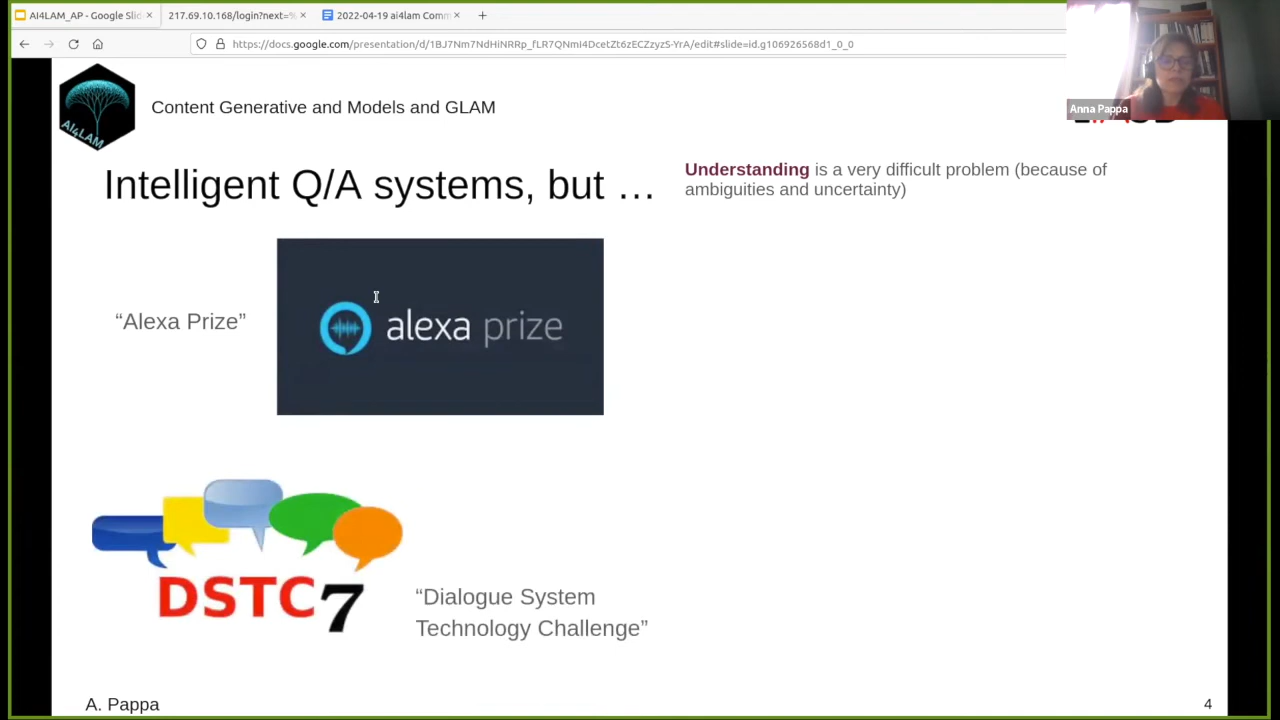 AI4LAM_AP - Google Slid
217.69.10.168/login?next=%
2022-04-19 ai4lam Comm
https://docs.google.com/presentation/d/1BJ7Nm7NdHiNRRp_fLR7QNmI4DcetZt6zECZzyzS-YrA/edit#slide=id.g106926568d1_0_0
Anna Pappa
AI4LAM
Content Generative and Models and GLAM
Intelligent Q/A systems, but …
Understanding is a very difficult problem (because of
ambiguities and uncertainty)
“Alexa Prize”
alexa prize
DSTC7
“Dialogue System
Technology Challenge”
A. Pappa
4